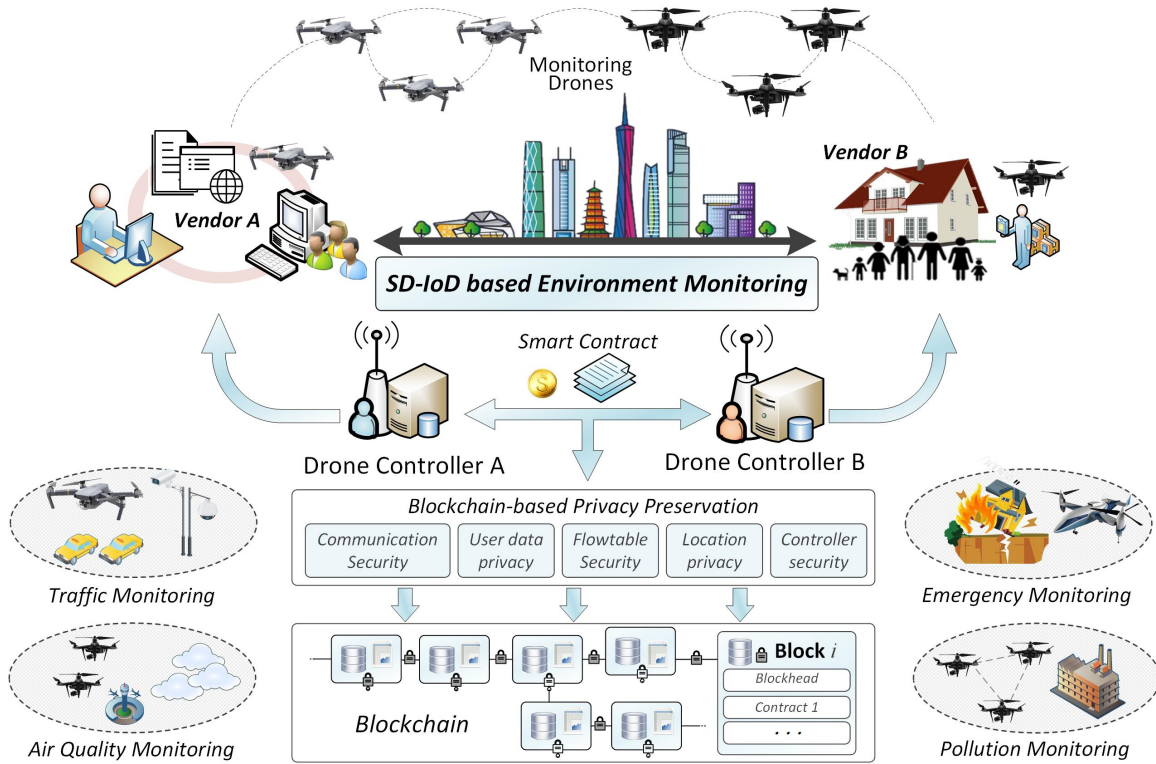 Monitoring
Drones
Vendor A
Vendor B
SD-IoD based Environment Monitoring
Smart Contract
S
Drone Controller A
Drone Controller B
Blockchain-based Privacy Preservation
Communication
Security
User data
privacy
Flowtable
Security
Location
privacy
Controller
security
Traffic Monitoring
Emergency Monitoring
Block i
Blockhead
Contract 1
. . .
Blockchain
Air Quality Monitoring
Pollution Monitoring